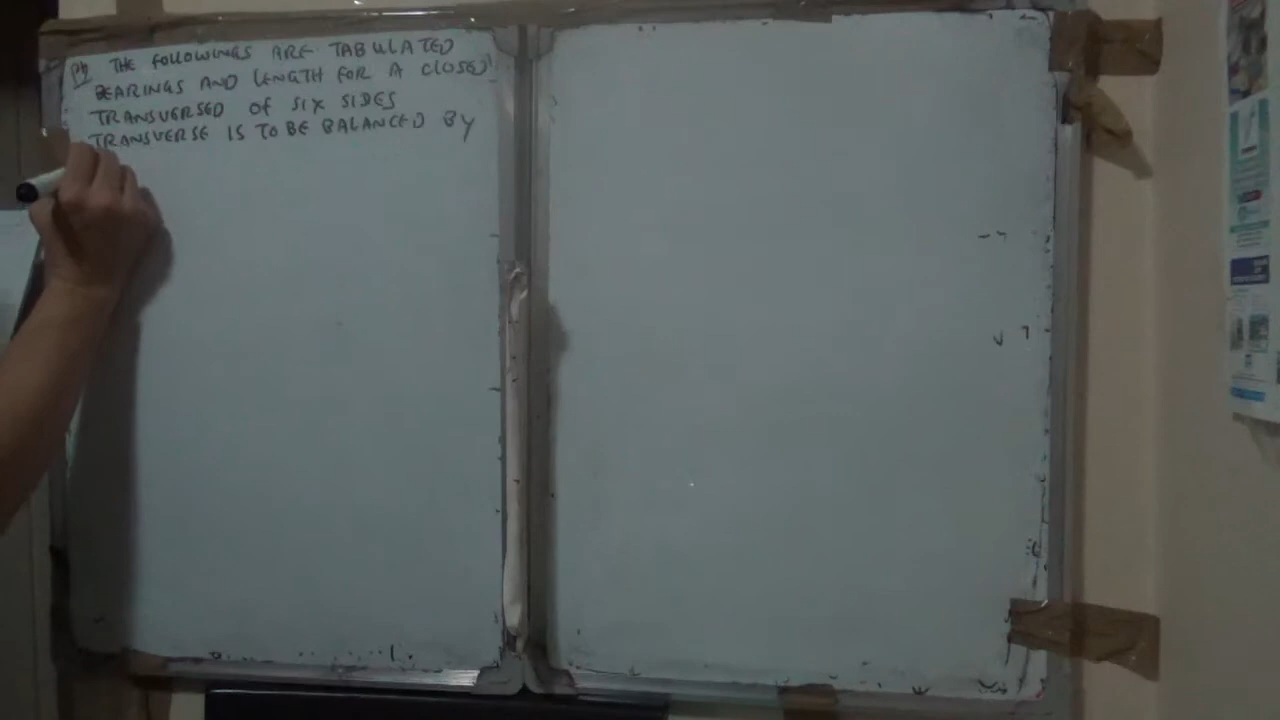 THE FOLLOWINGS ARE TABULATED
BEARINGS AND LENGTH FOR A CLOSED
TRANSVERSED OF SIX SIDES
TRANSVERSE IS TO BE BALANCED BY